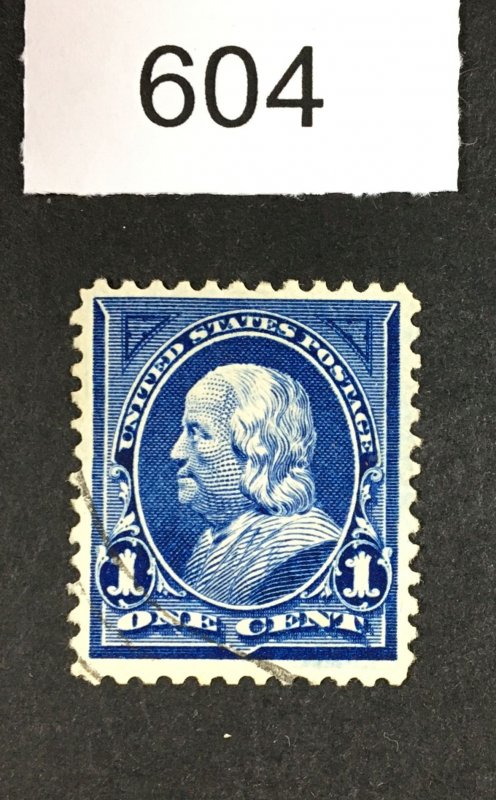 604
UNITED STATES POSTAGE
1 1
ONE CENT